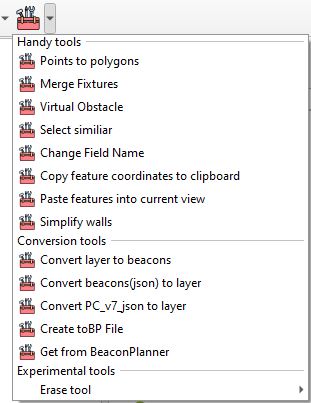 Handy tools
Points to polygons
Merge Fixtures
Virtual Obstacle
Select similiar
Change Field Name
Copy feature coordinates to clipboard
Paste features into current view
Simplify walls
Conversion tools
Convert layer to beacons
Convert beacons(json) to layer
Convert PC_v7_json to layer
Create toBP File
Get from BeaconPlanner
Experimental tools
Erase tool